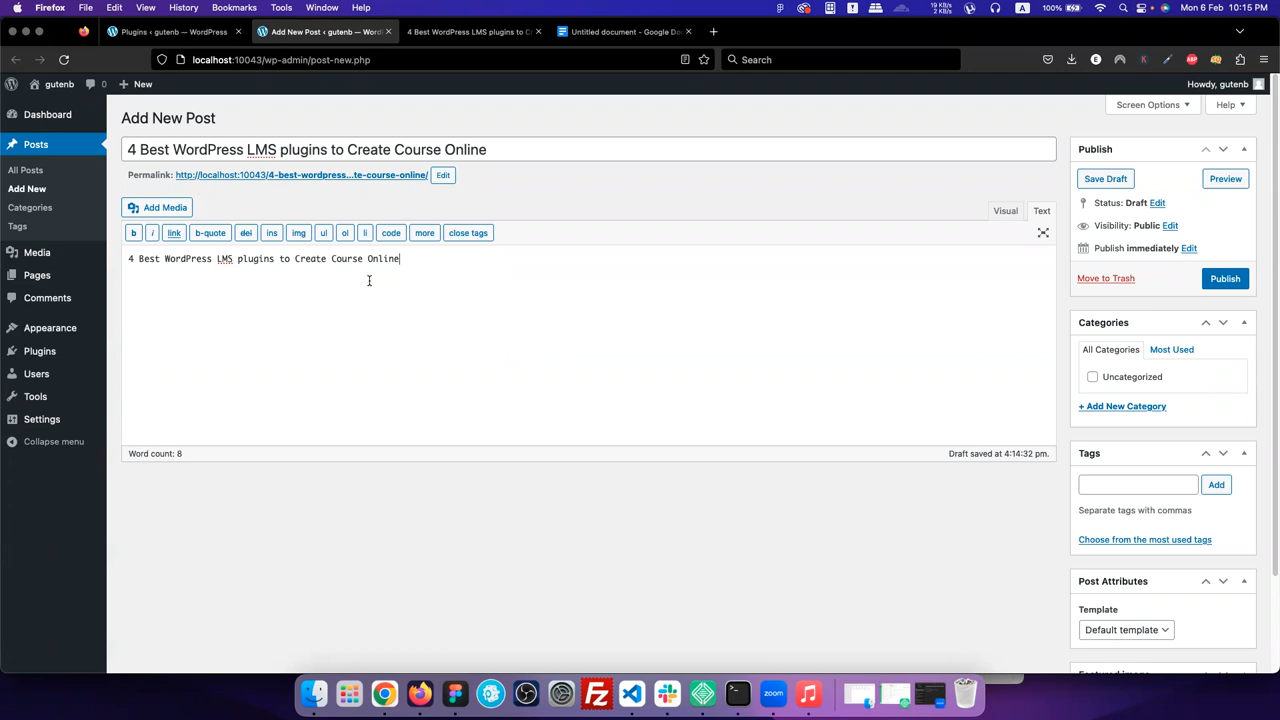 Firefox File Edit View History Bookmarks Tools Window Help
19 KB/s
4 KB/s
A 100% Mon 6 Feb 10:15 PM
Plugins ‹ gutenb — WordPress
Add New Post ‹ gutenb — Word
4 Best WordPress LMS plugins to C
Untitled document - Google Do
localhost:10043/wp-admin/post-new.php
Search
gutenb 0 + New
Howdy, gutenb
Dashboard
Posts
All Posts
Add New
Categories
Tags
Media
Pages
Comments
Appearance
Plugins
Users
Tools
Settings
Collapse menu
Screen Options
Help
Add New Post
4 Best WordPress LMS plugins to Create Course Online
Permalink: http://localhost:10043/4-best-wordpress...te-course-online/ Edit
Add Media
Visual Text
b i link b-quote del ins img ul ol li code more close tags
4 Best WordPress LMS plugins to Create Course Online
Word count: 8
Draft saved at 4:14:32 pm.
Publish
Save Draft Preview
Status: Draft Edit
Visibility: Public Edit
Publish immediately Edit
Move to Trash Publish
Categories
All Categories Most Used
Uncategorized
+ Add New Category
Tags
Add
Separate tags with commas
Choose from the most used tags
Post Attributes
Template
Default template
Featured image
zoom